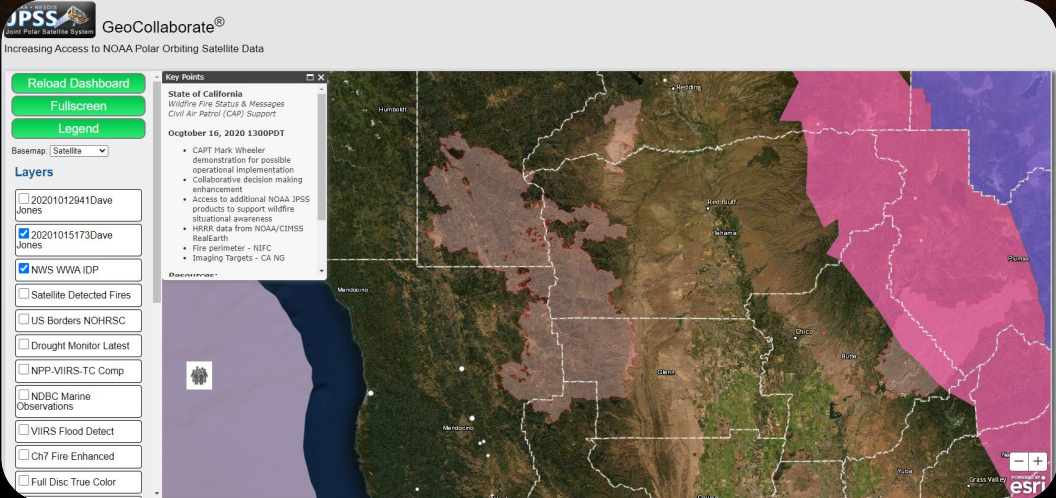 NOAA • NESDIS
JPSS
Joint Polar Satellite System
GeoCollaborate®
Increasing Access to NOAA Polar Orbiting Satellite Data
Reload Dashboard
Fullscreen
Legend
Basemap: Satellite
Layers
20201012941Dave
Jones
20201015173Dave
Jones
NWS WWA IDP
Satellite Detected Fires
US Borders NOHRSC
Drought Monitor Latest
NPP-VIIRS-TC Comp
NDBC Marine
Observations
VIIRS Flood Detect
Ch7 Fire Enhanced
Full Disc True Color
Key Points
State of California
Wildfire Fire Status & Messages
Civil Air Patrol (CAP) Support
Ocgtober 16, 2020 1300PDT
• CAPT Mark Wheeler
demonstration for possible
operational implementation
• Collaborative decision making
enhancement
• Access to additional NOAA JPSS
products to support wildfire
situational awareness
• HRRR data from NOAA/CIMSS
RealEarth
• Fire perimeter - NIFC
• Imaging Targets - CA NG
Resources:
Humboldt
Redding
Red Bluff
Tehama
Plumas
Mendocino
Chico
Butte
Glenn
Mendocino
Yuba
Grass Valley
− +
POWERED BY
esri